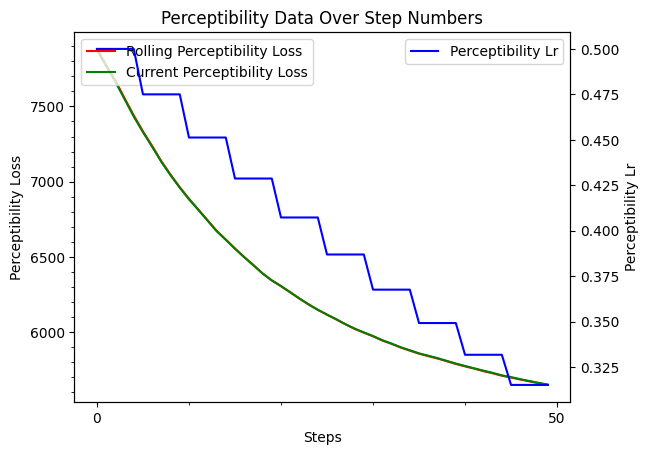 Perceptibility Data Over Step Numbers
Rolling Perceptibility Loss
Current Perceptibility Loss
Perceptibility Lr
7500
7000
6500
6000
Perceptibility Loss
0.500
0.475
0.450
0.425
0.400
0.375
0.350
0.325
Perceptibility Lr
0
50
Steps